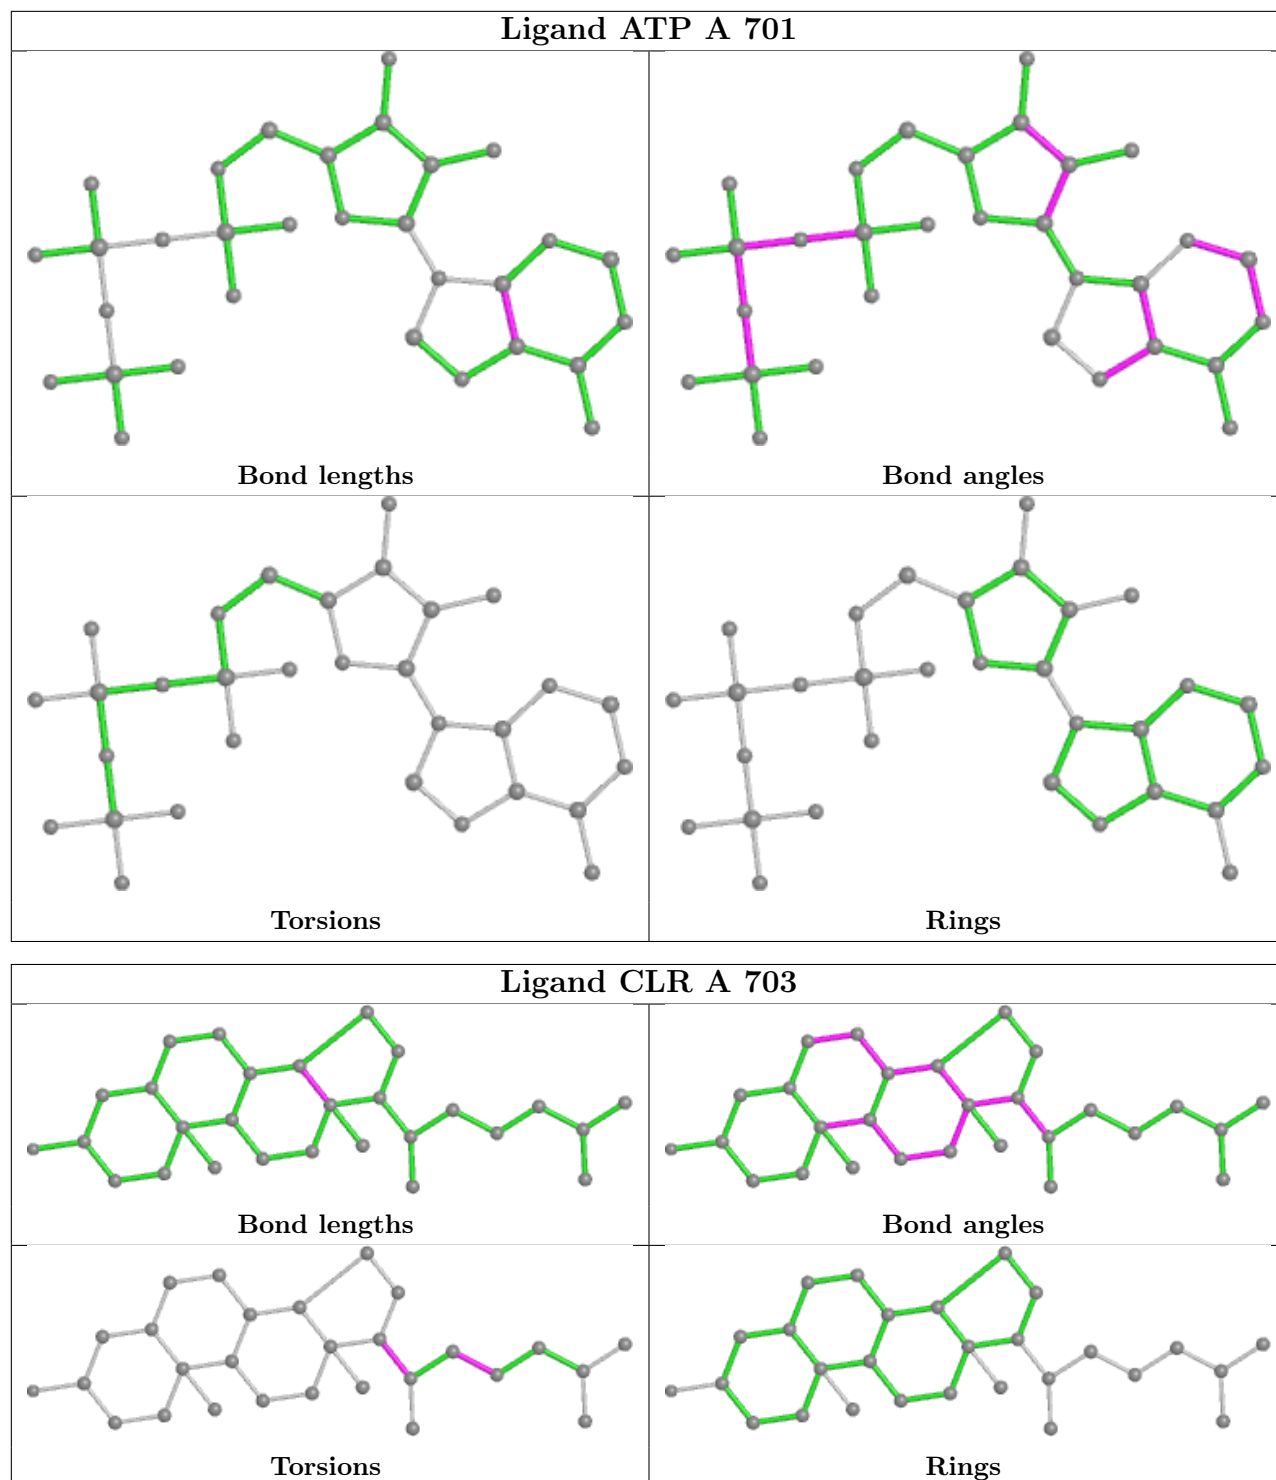 Ligand ATP A 701
Bond lengths
Bond angles
Torsions
Rings
Ligand CLR A 703
Bond lengths
Bond angles
Torsions
Rings